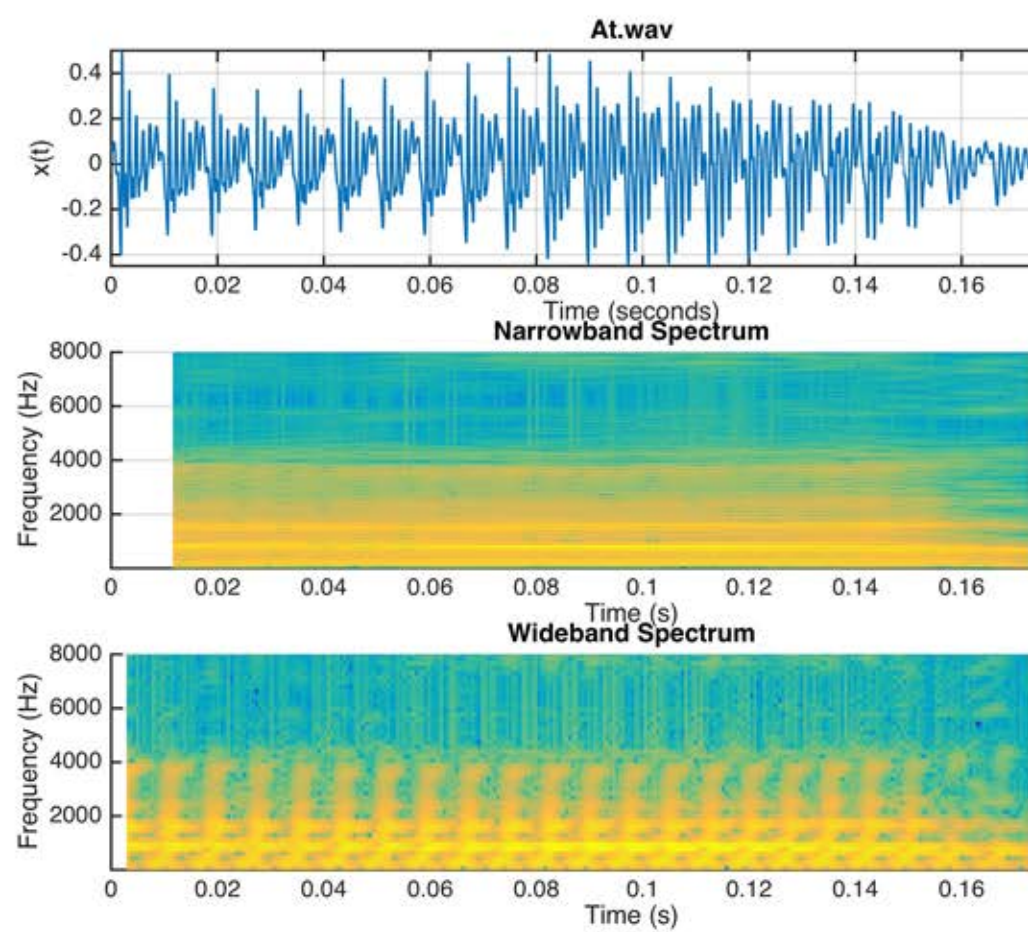 At.wav
0.4
0.2
0
-0.2
-0.4
x(t)
0 0.02 0.04 0.06 0.08 0.1 0.12 0.14 0.16
Time (seconds)
Narrowband Spectrum
8000
6000
4000
2000
Frequency (Hz)
0 0.02 0.04 0.06 0.08 0.1 0.12 0.14 0.16
Time (s)
Wideband Spectrum
8000
6000
4000
2000
Frequency (Hz)
0 0.02 0.04 0.06 0.08 0.1 0.12 0.14 0.16
Time (s)